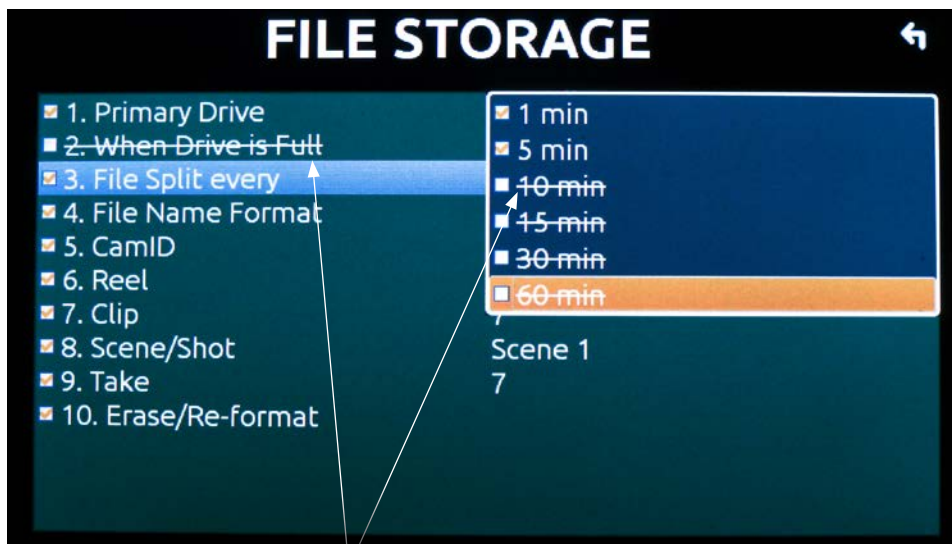 FILE STORAGE
1. Primary Drive
2. When Drive is Full
3. File Split every
4. File Name Format
5. CamID
6. Reel
7. Clip
8. Scene/Shot
9. Take
10. Erase/Re-format
1 min
5 min
10 min
15 min
30 min
60 min
7
Scene 1
7